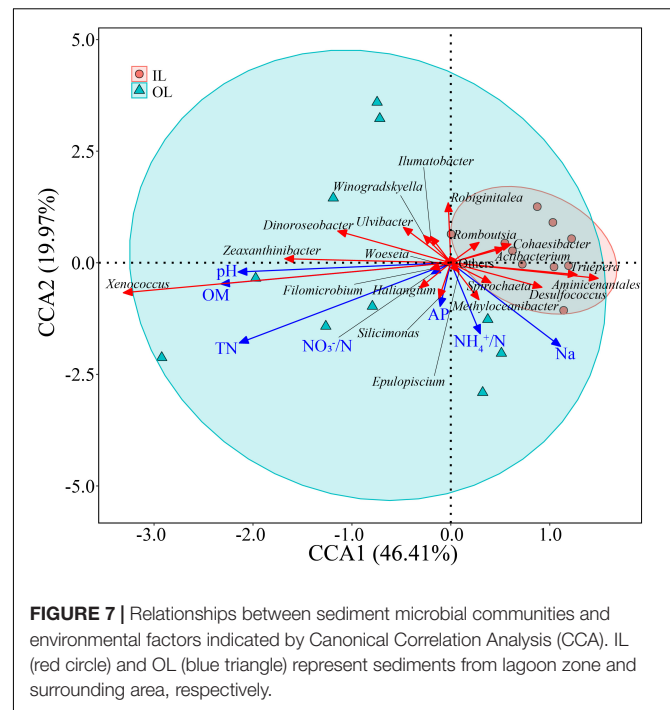 5.0
IL
OL
Ilumatobacter
2.5
Winogradskyella
Robiginitalea
Dinoroseobacter
Ulvibacter
Romboutsia
Cohaesibacter
Zeaxanthinibacter
Woeseia
Actibacterium
CCA2 (19.97%)
0.0
Others
pH
Truepera
Xenococcus
OM
Filomicrobium
Haliangium
Spirochaeta
Aminicenantales
Desulfococcus
AP
Methyloceanibacter
Silicimonas
TN
NO₃⁻/N
NH₄⁺/N
Na
-2.5
Epulopiscium
-5.0
-3.0 -2.0 -1.0 0.0 1.0
CCA1 (46.41%)
FIGURE 7 | Relationships between sediment microbial communities and
environmental factors indicated by Canonical Correlation Analysis (CCA). IL
(red circle) and OL (blue triangle) represent sediments from lagoon zone and
surrounding area, respectively.